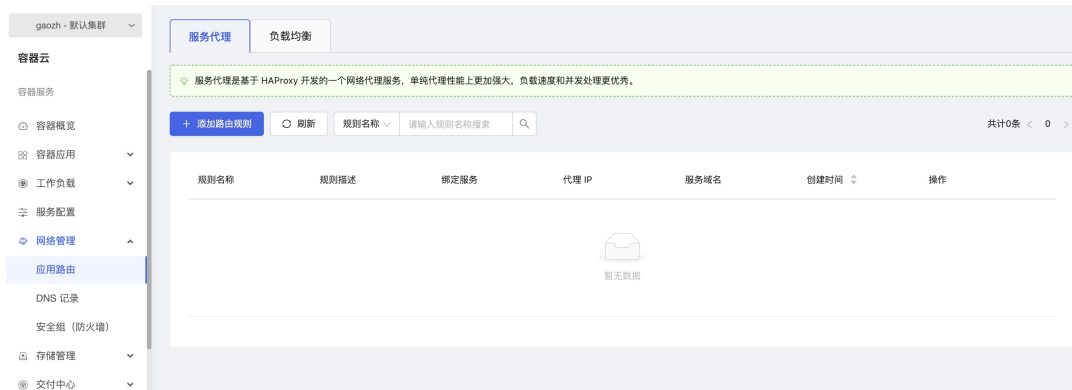 gaozh - 默认集群
容器云
容器服务
容器概览
容器应用
工作负载
服务配置
网络管理
应用路由
DNS 记录
安全组（防火墙）
存储管理
交付中心
服务代理 负载均衡
服务代理是基于 HAProxy 开发的一个网络代理服务，单纯代理性能上更加强大，负载速度和并发处理更优秀。
+ 添加路由规则 刷新 规则名称 请输入规则名称搜索 共计0条 < 0 >
规则名称 规则描述 绑定服务 代理 IP 服务域名 创建时间 操作
暂无数据